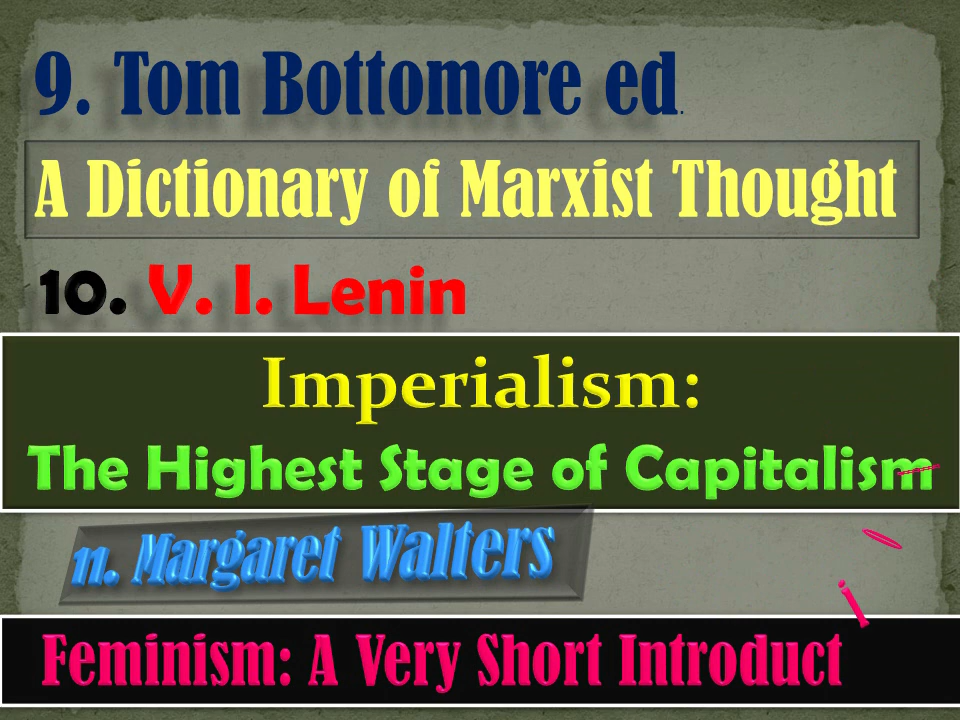 9. Tom Bottomore ed.
A Dictionary of Marxist Thought
10. V. I. Lenin
Imperialism:
The Highest Stage of Capitalism
11. Margaret Walters
Feminism: A Very Short Introduct
i